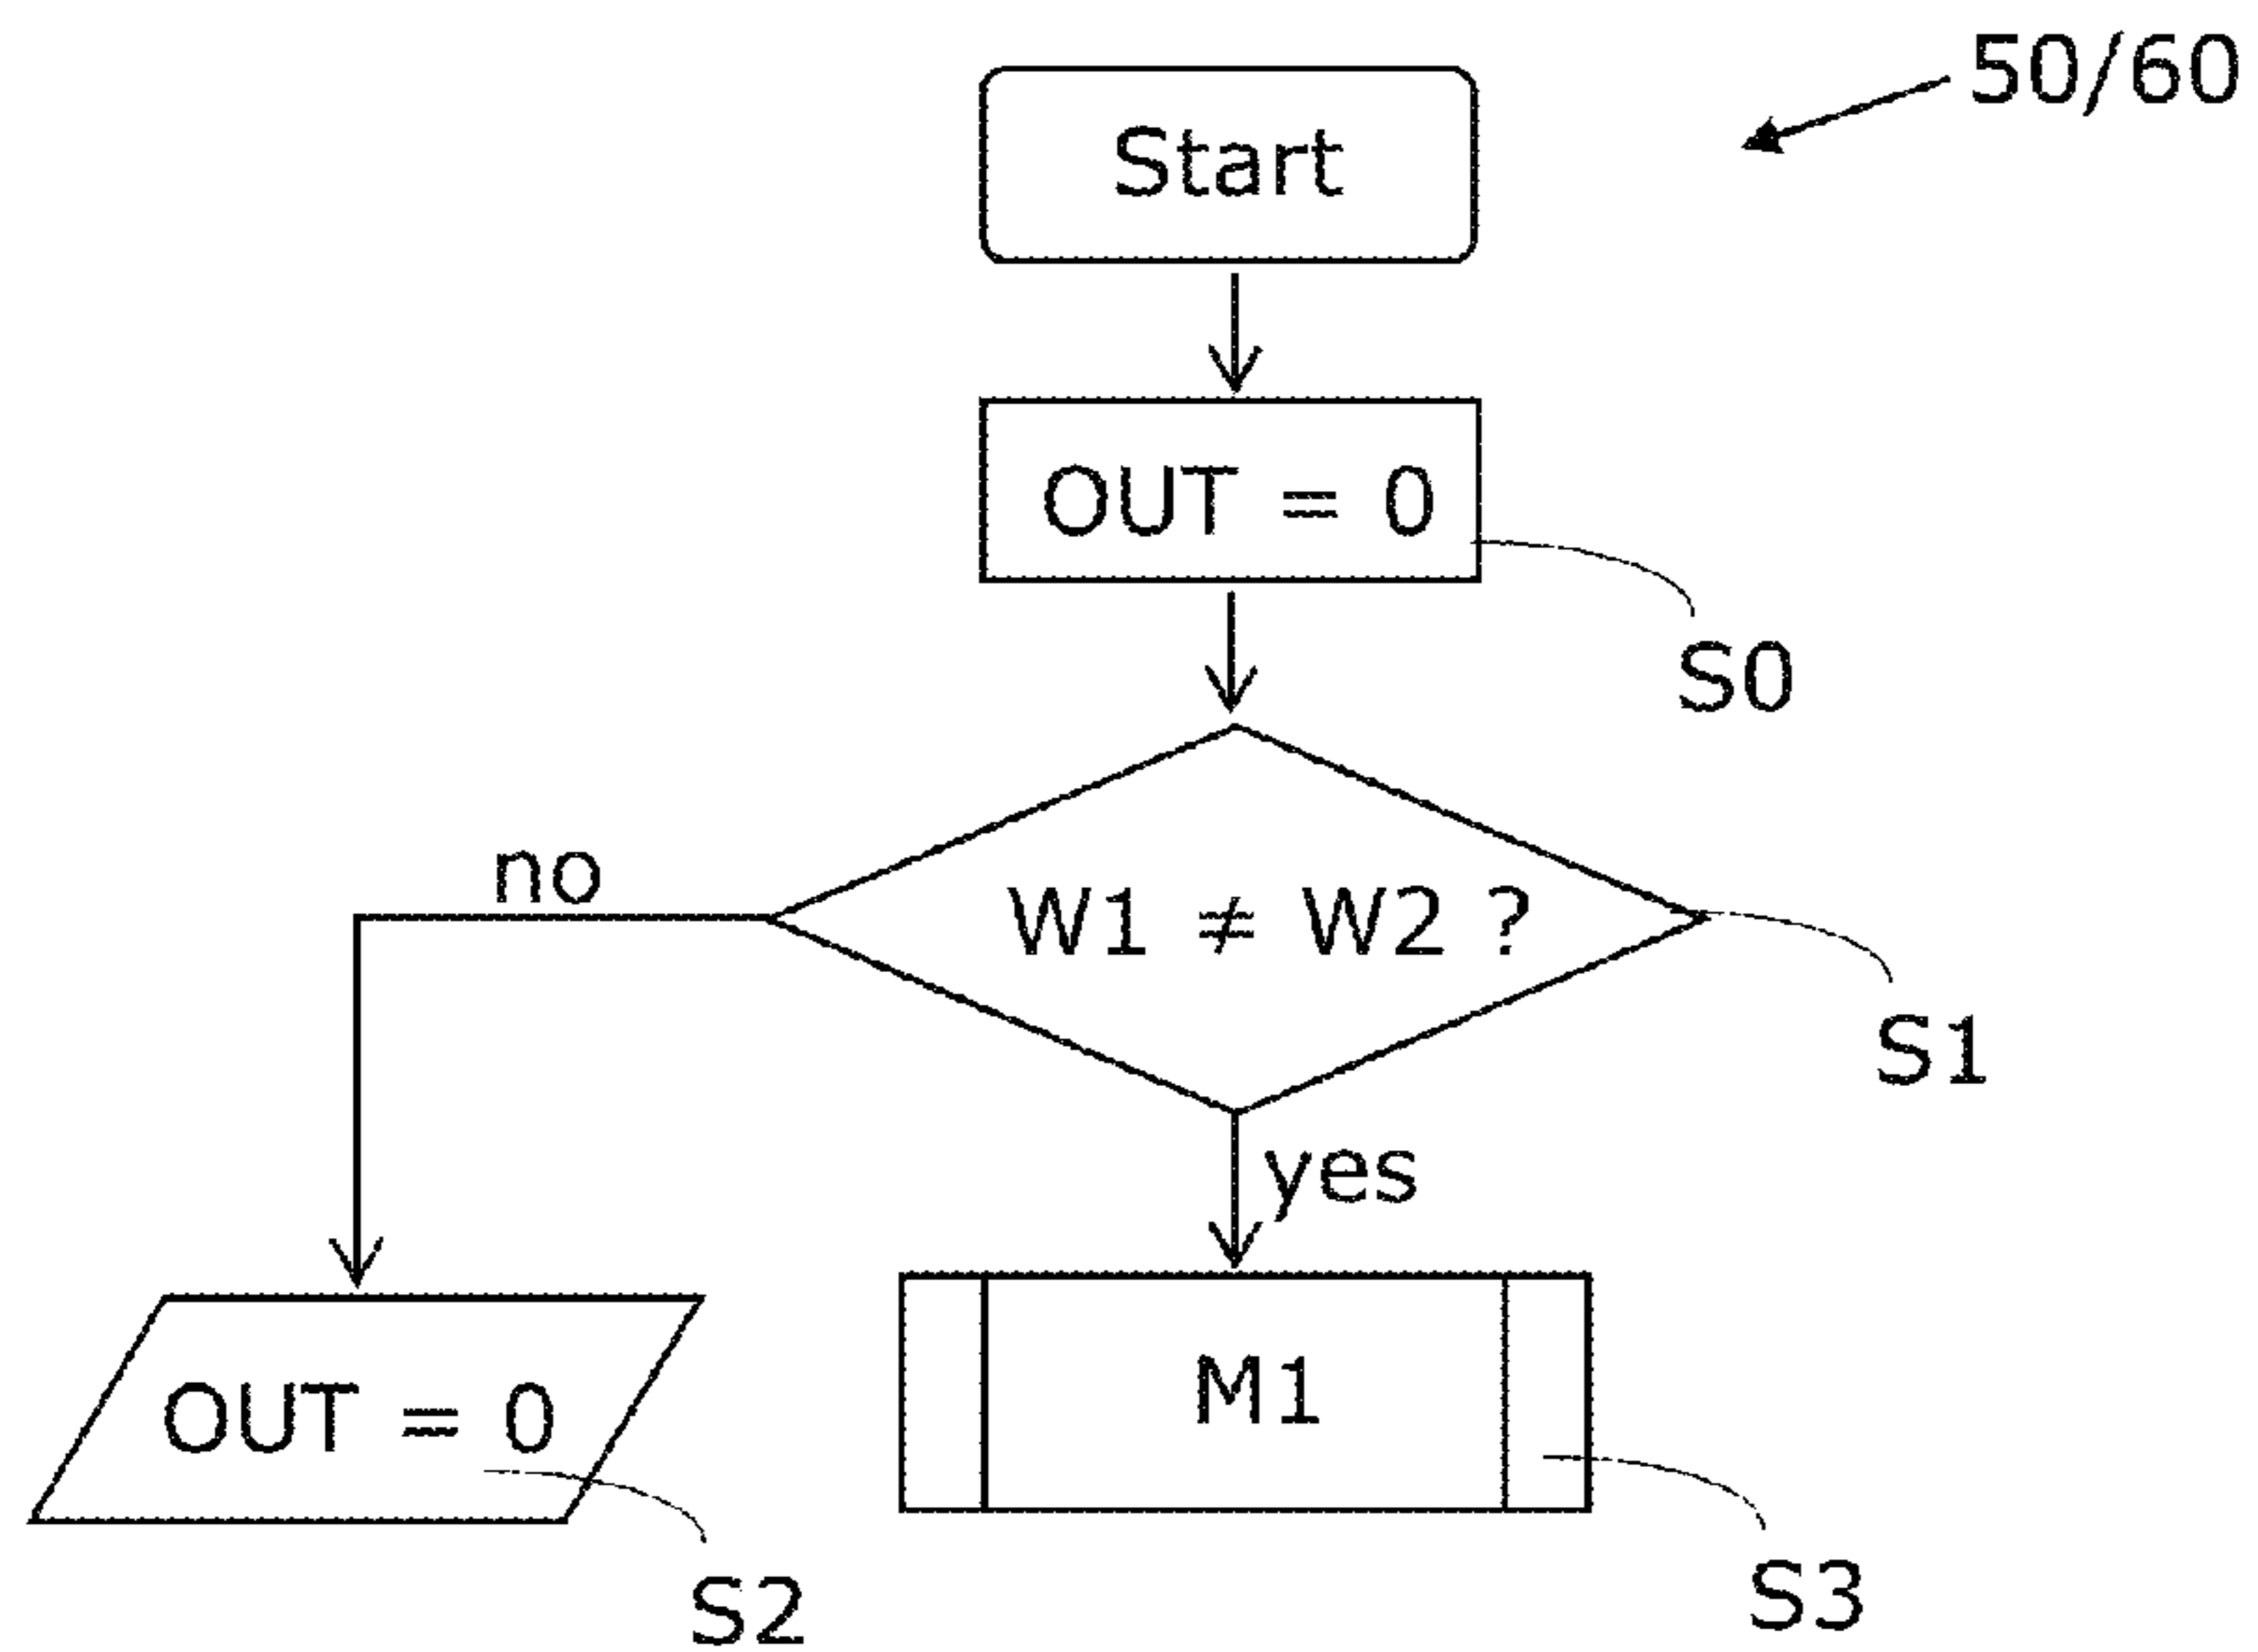 50/60
Start
OUT = 0
S0
no
W1 ≠ W2 ?
S1
yes
OUT = 0
M1
S2
S3